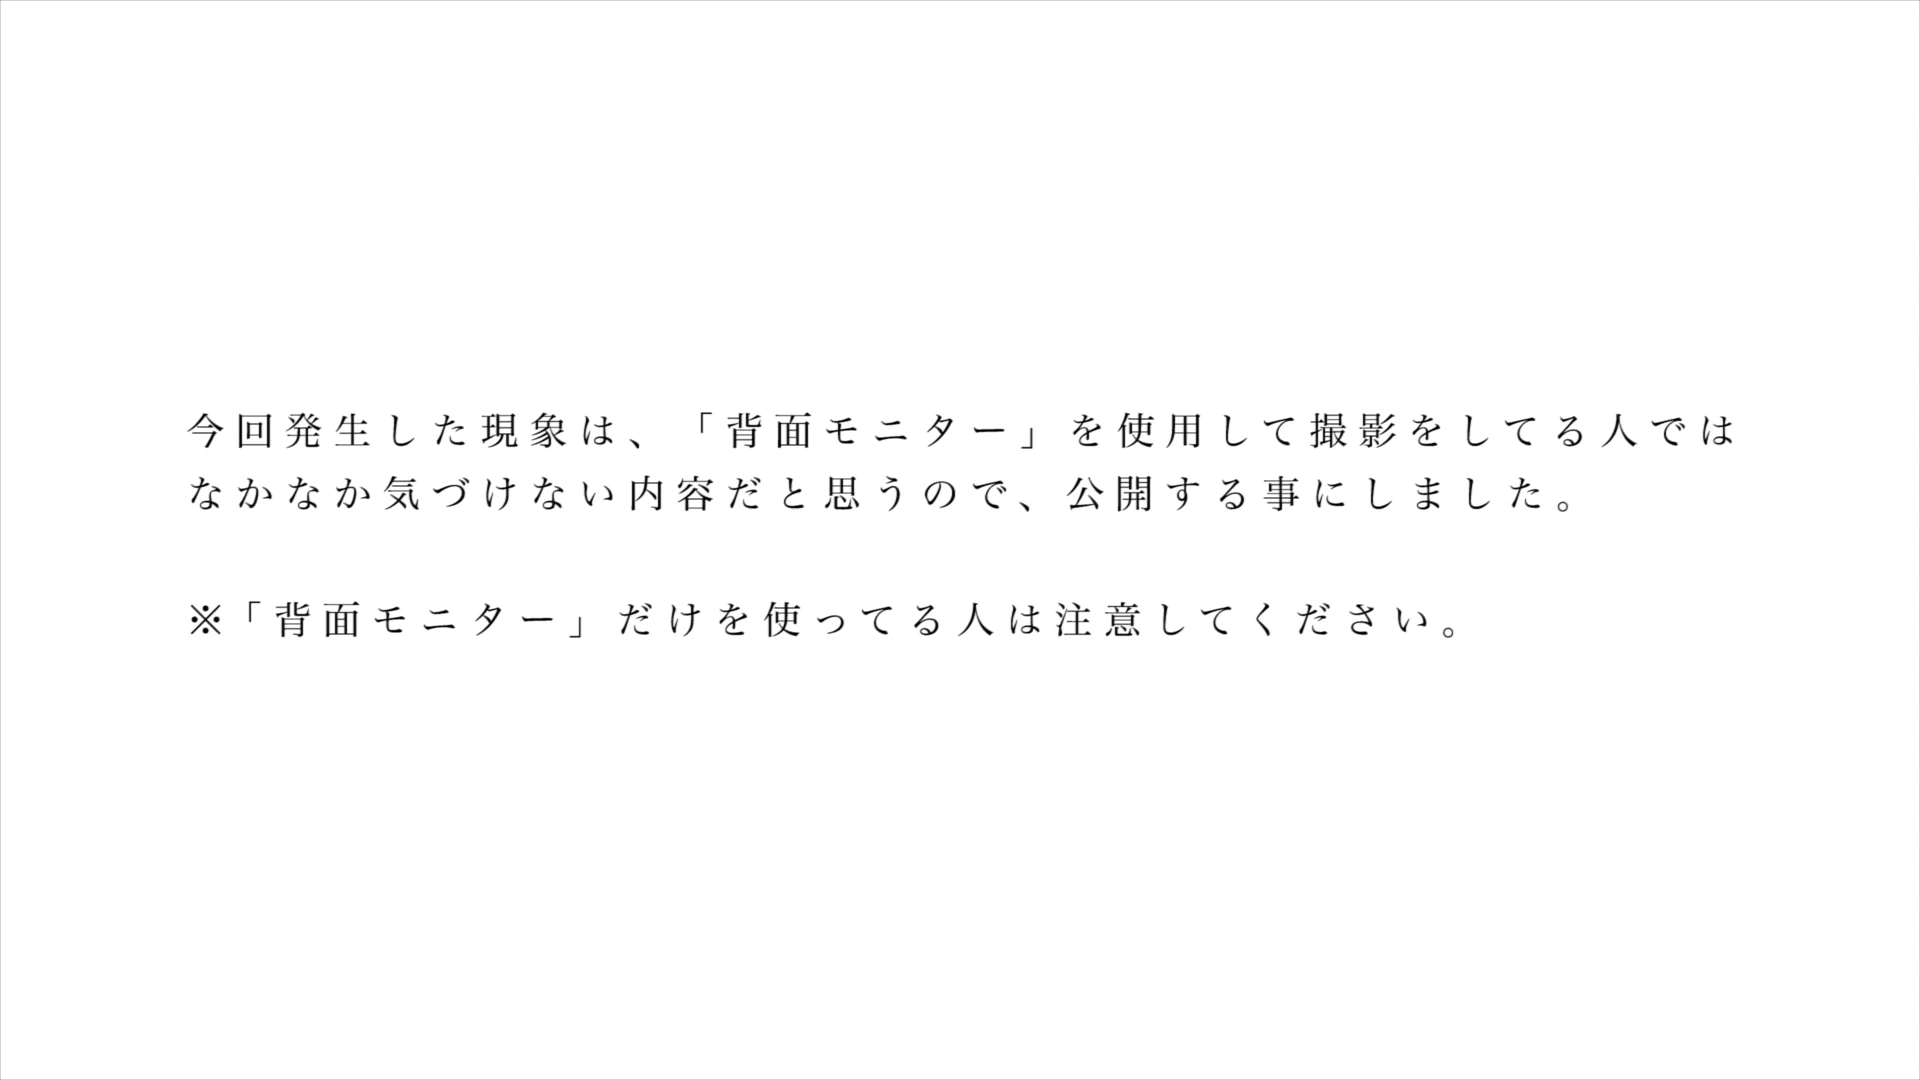 今回発生した現象は、「背面モニター」を使用して撮影をしてる人では
なかなか気づけない内容だと思うので、公開する事にしました。
※「背面モニター」だけを使ってる人は注意してください。